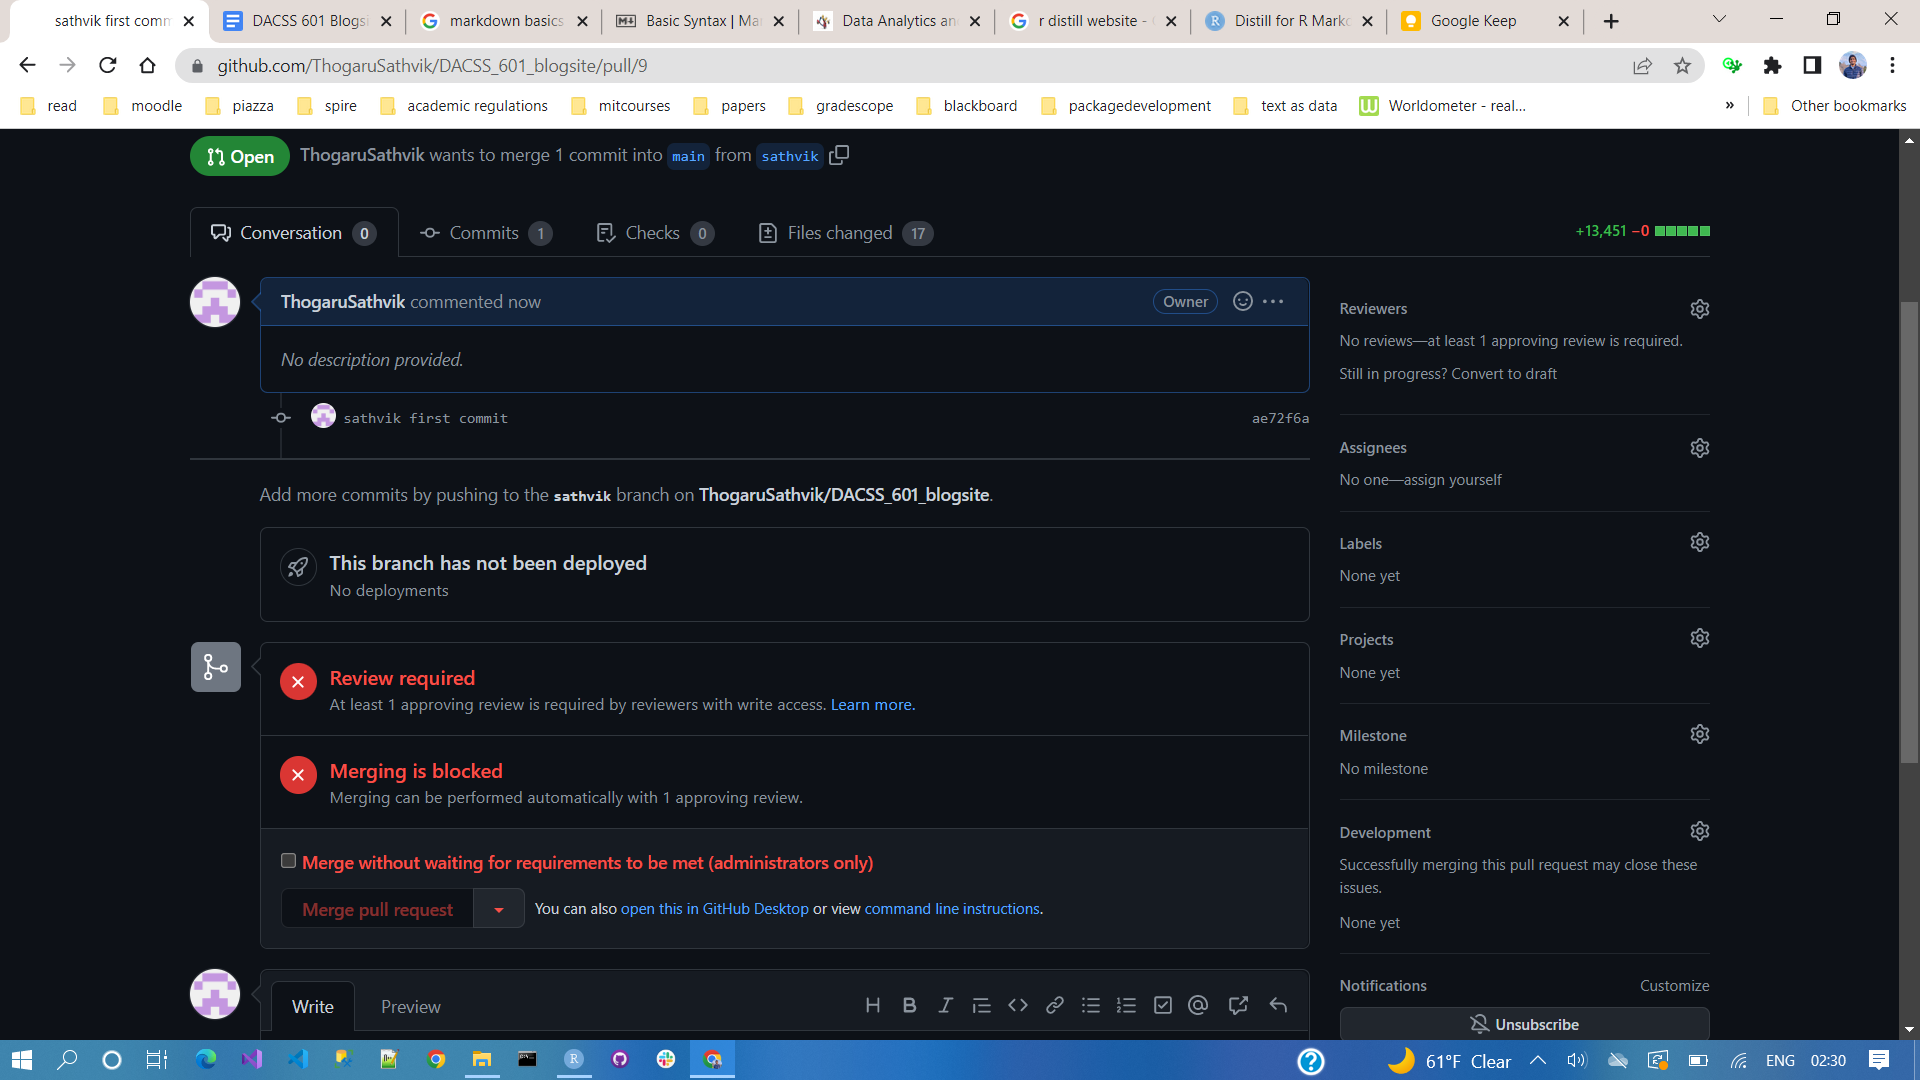 sathvik first comm
DACSS 601 Blogsi
markdown basics
Basic Syntax | Ma
Data Analytics an
r distill website -
Distill for R Mark
Google Keep
github.com/ThogaruSathvik/DACSS_601_blogsite/pull/9
read
moodle
piazza
spire
academic regulations
mitcourses
papers
gradescope
blackboard
packagedevelopment
text as data
Worldometer - real...
» Other bookmarks
Open
ThogaruSathvik wants to merge 1 commit into main from sathvik
Conversation 0
Commits 1
Checks 0
Files changed 17
+13,451 −0
ThogaruSathvik commented now
Owner
No description provided.
sathvik first commit
ae72f6a
Add more commits by pushing to the sathvik branch on ThogaruSathvik/DACSS_601_blogsite.
This branch has not been deployed
No deployments
Review required
At least 1 approving review is required by reviewers with write access. Learn more.
Merging is blocked
Merging can be performed automatically with 1 approving review.
Merge without waiting for requirements to be met (administrators only)
Merge pull request
You can also open this in GitHub Desktop or view command line instructions.
Write
Preview
Reviewers
No reviews—at least 1 approving review is required.
Still in progress? Convert to draft
Assignees
No one—assign yourself
Labels
None yet
Projects
None yet
Milestone
No milestone
Development
Successfully merging this pull request may close these
issues.
None yet
Notifications
Customize
Unsubscribe
61°F Clear
ENG
02:30